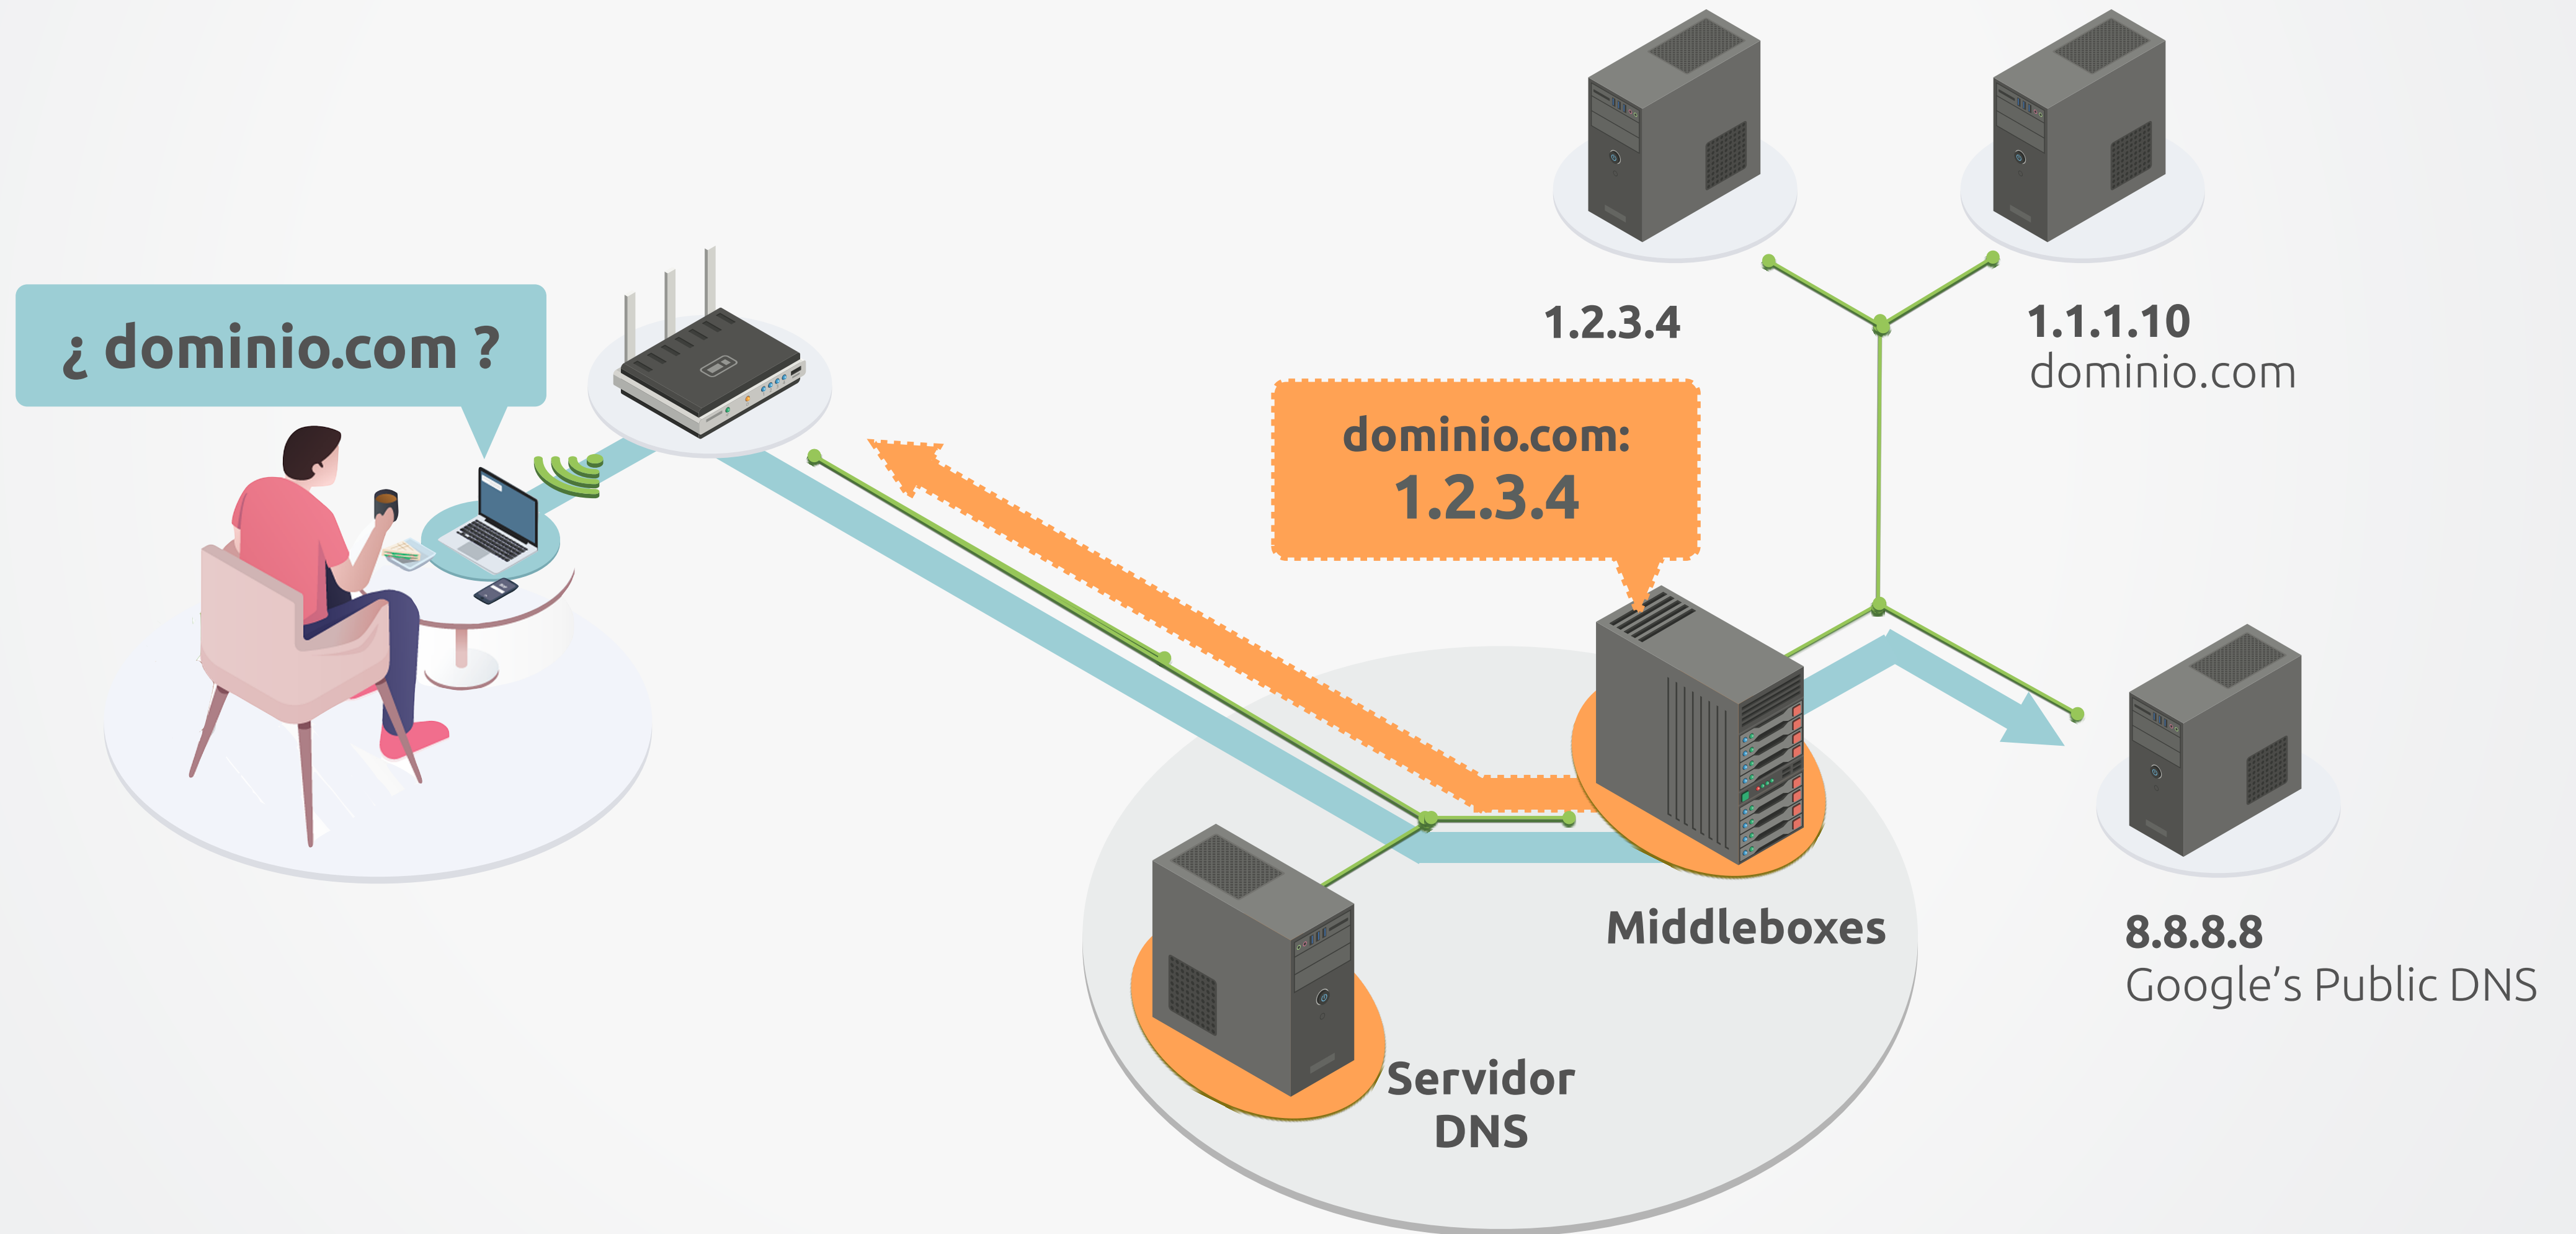 ¿ dominio.com ?
1.2.3.4
1.1.1.10
dominio.com
dominio.com:
1.2.3.4
Middleboxes
8.8.8.8
Google’s Public DNS
Servidor
DNS